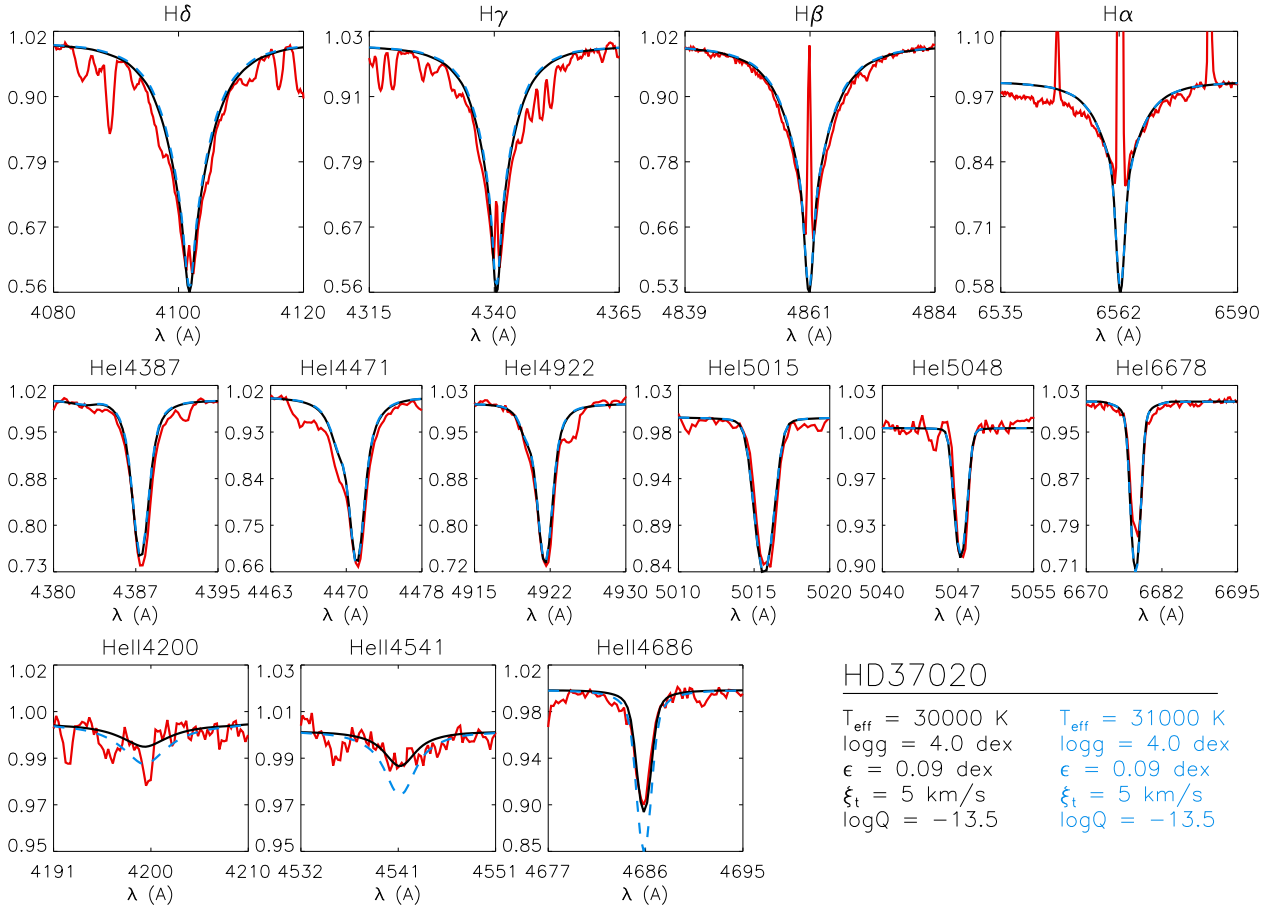 Hδ Hγ Hβ Hα
1.02 0.90 0.79 0.67 0.56
4080 4100 4120
λ (A)
1.03 0.91 0.79 0.67 0.56
4315 4340 4365
λ (A)
1.02 0.90 0.78 0.66 0.53
4839 4861 4884
λ (A)
1.10 0.97 0.84 0.71 0.58
6535 6562 6590
λ (A)
HeI4387 HeI4471 HeI4922 HeI5015 HeI5048 HeI6678
1.02 0.95 0.88 0.80 0.73
4380 4387 4395
λ (A)
1.02 0.93 0.84 0.75 0.66
4463 4470 4478
λ (A)
1.03 0.95 0.87 0.80 0.72
4915 4922 4930
λ (A)
1.03 0.98 0.94 0.89 0.84
5010 5015 5020
λ (A)
1.03 1.00 0.97 0.93 0.90
5040 5047 5055
λ (A)
1.03 0.95 0.87 0.79 0.71
6670 6682 6695
λ (A)
HeII4200 HeII4541 HeII4686
1.02 1.00 0.99 0.97 0.95
4191 4200 4210
λ (A)
1.03 1.01 0.99 0.97 0.95
4532 4541 4551
λ (A)
1.02 0.98 0.94 0.90 0.85
4677 4686 4695
λ (A)
HD37020
T_eff = 30000 K
logg = 4.0 dex
ϵ = 0.09 dex
ξ_t = 5 km/s
logQ = −13.5
T_eff = 31000 K
logg = 4.0 dex
ϵ = 0.09 dex
ξ_t = 5 km/s
logQ = −13.5